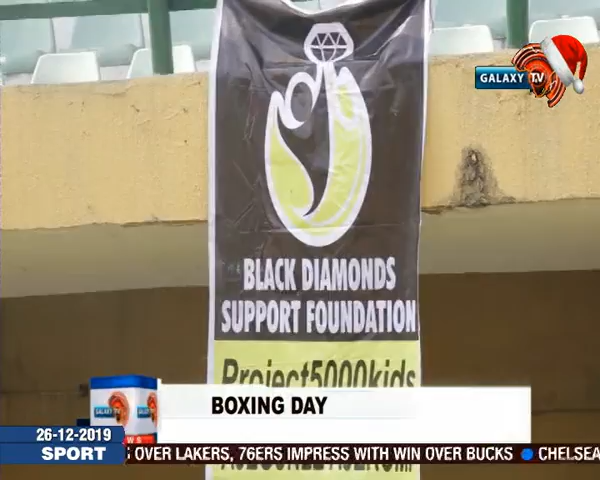 GALAXY TV
BLACK DIAMONDS
SUPPORT FOUNDATION
Project5000kids
BOXING DAY
26-12-2019
SPORT
OVER LAKERS, 76ERS IMPRESS WITH WIN OVER BUCKS
CHELSEA